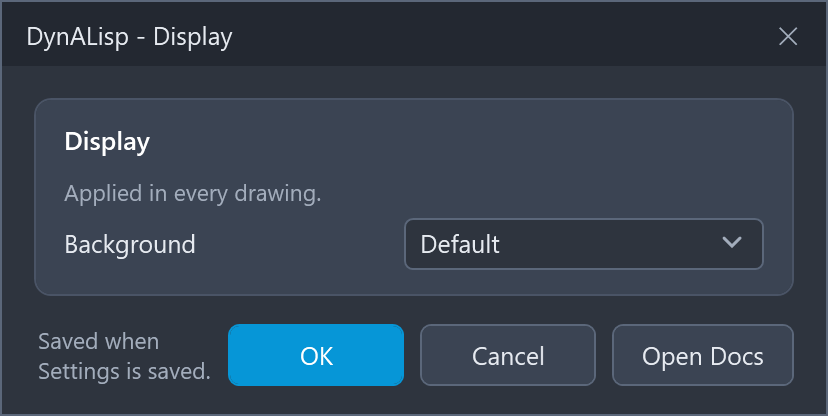 DynALisp - Display
Display
Applied in every drawing.
Background
Default
Saved when
Settings is saved.
OK
Cancel
Open Docs